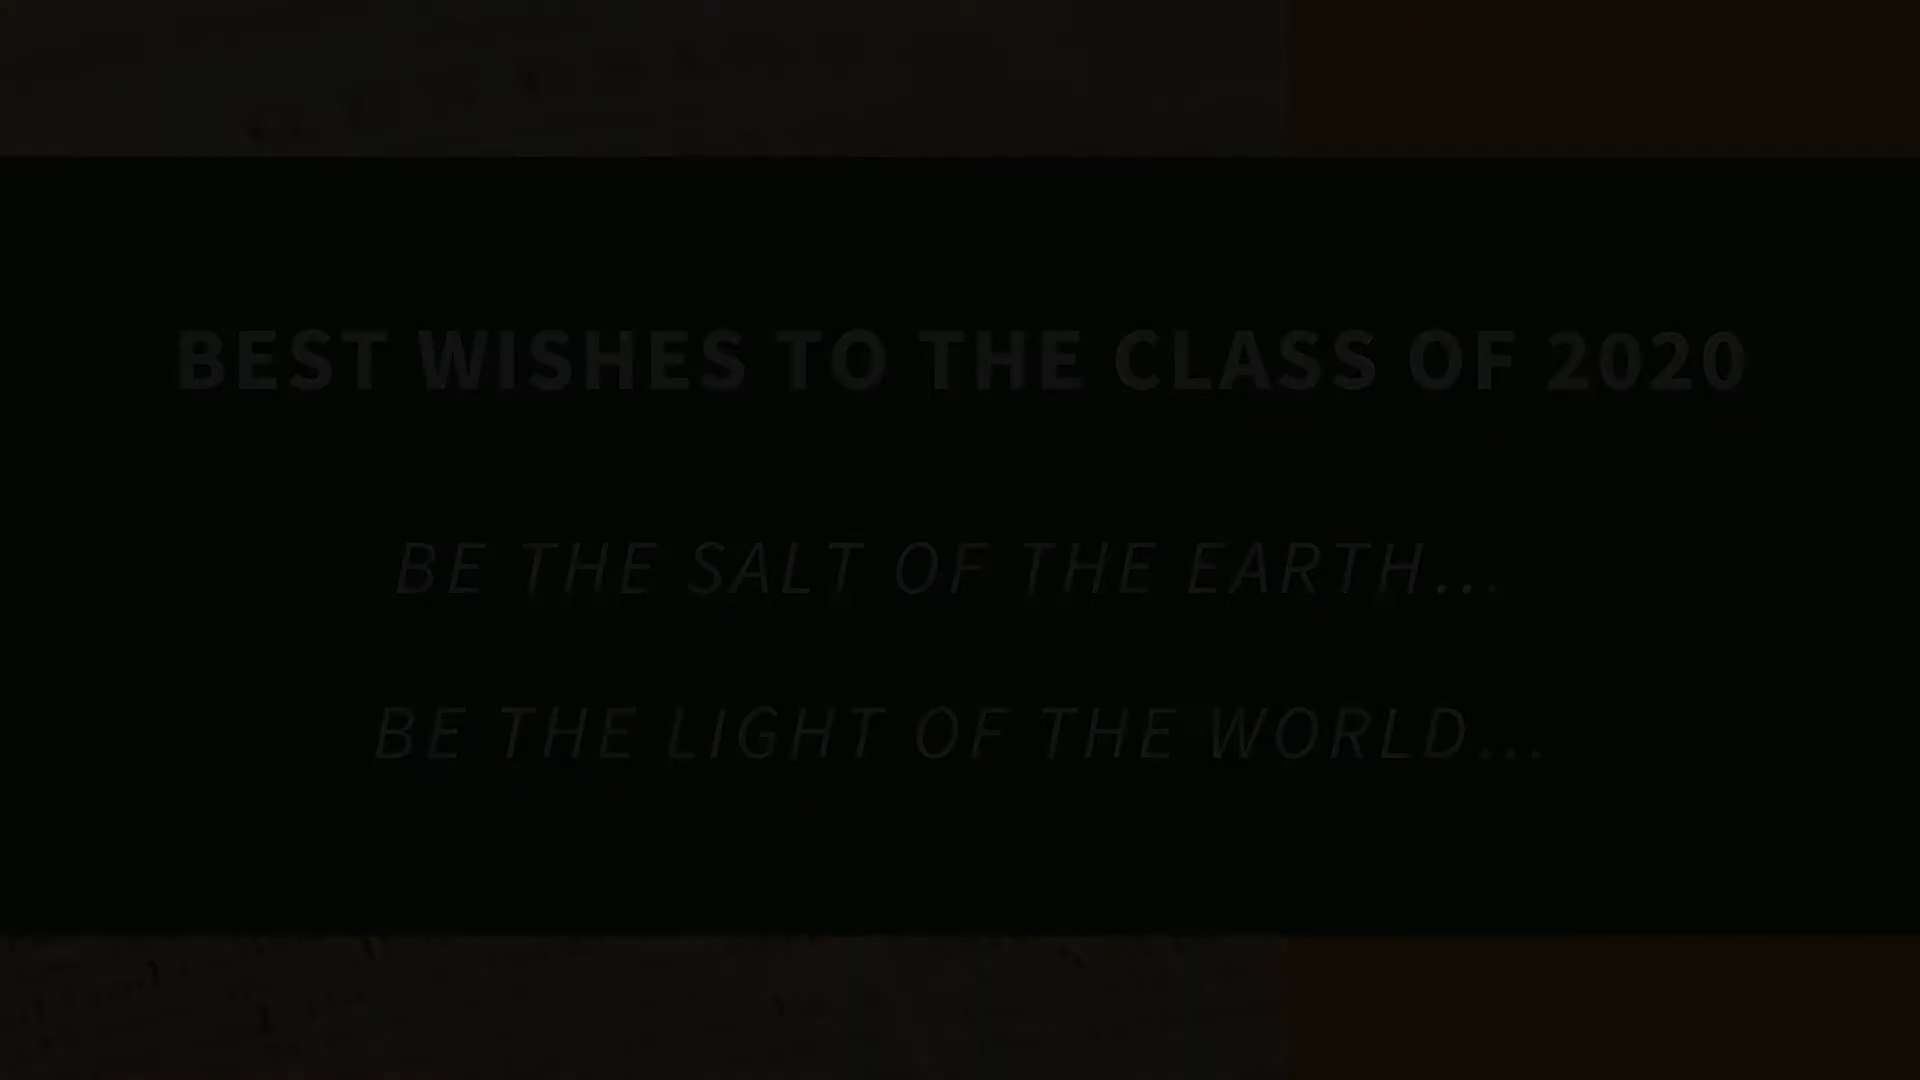 BEST WISHES TO THE CLASS OF 2020
BE THE SALT OF THE EARTH...
BE THE LIGHT OF THE WORLD...